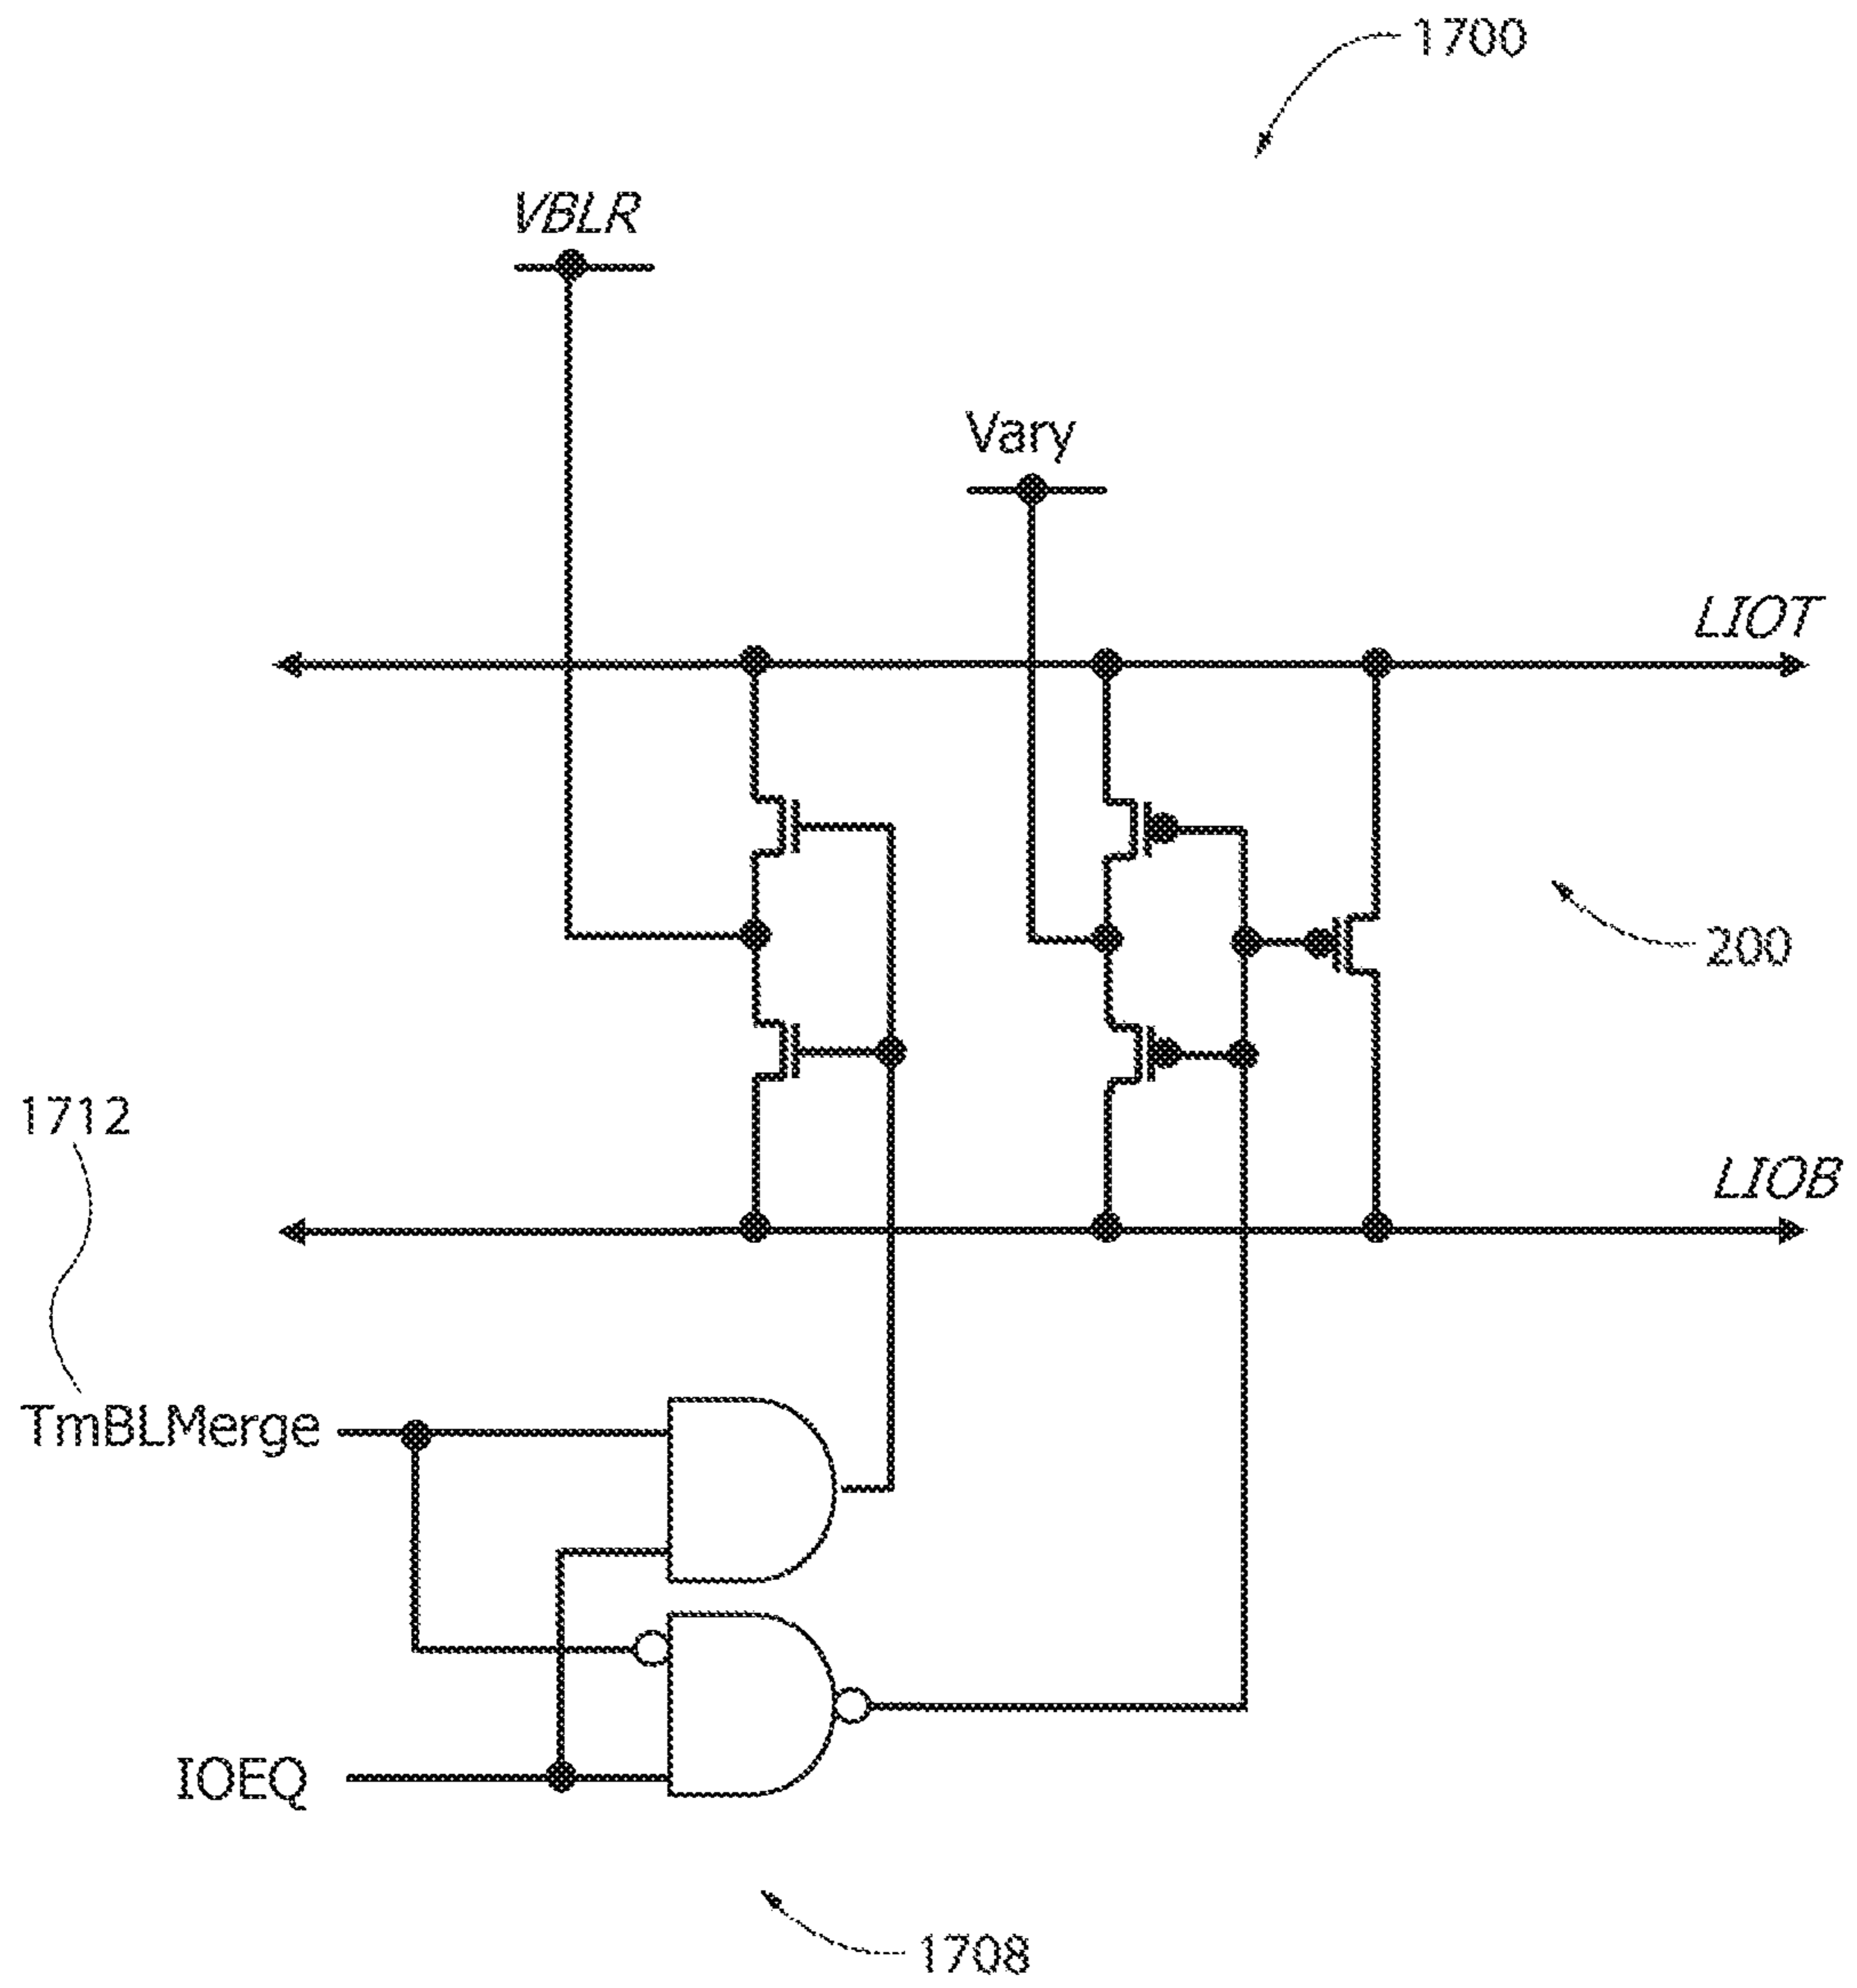 1700
VBLR
Vary
LIOT
200
1712
LIOB
TmBLMerge
IOEQ
1708